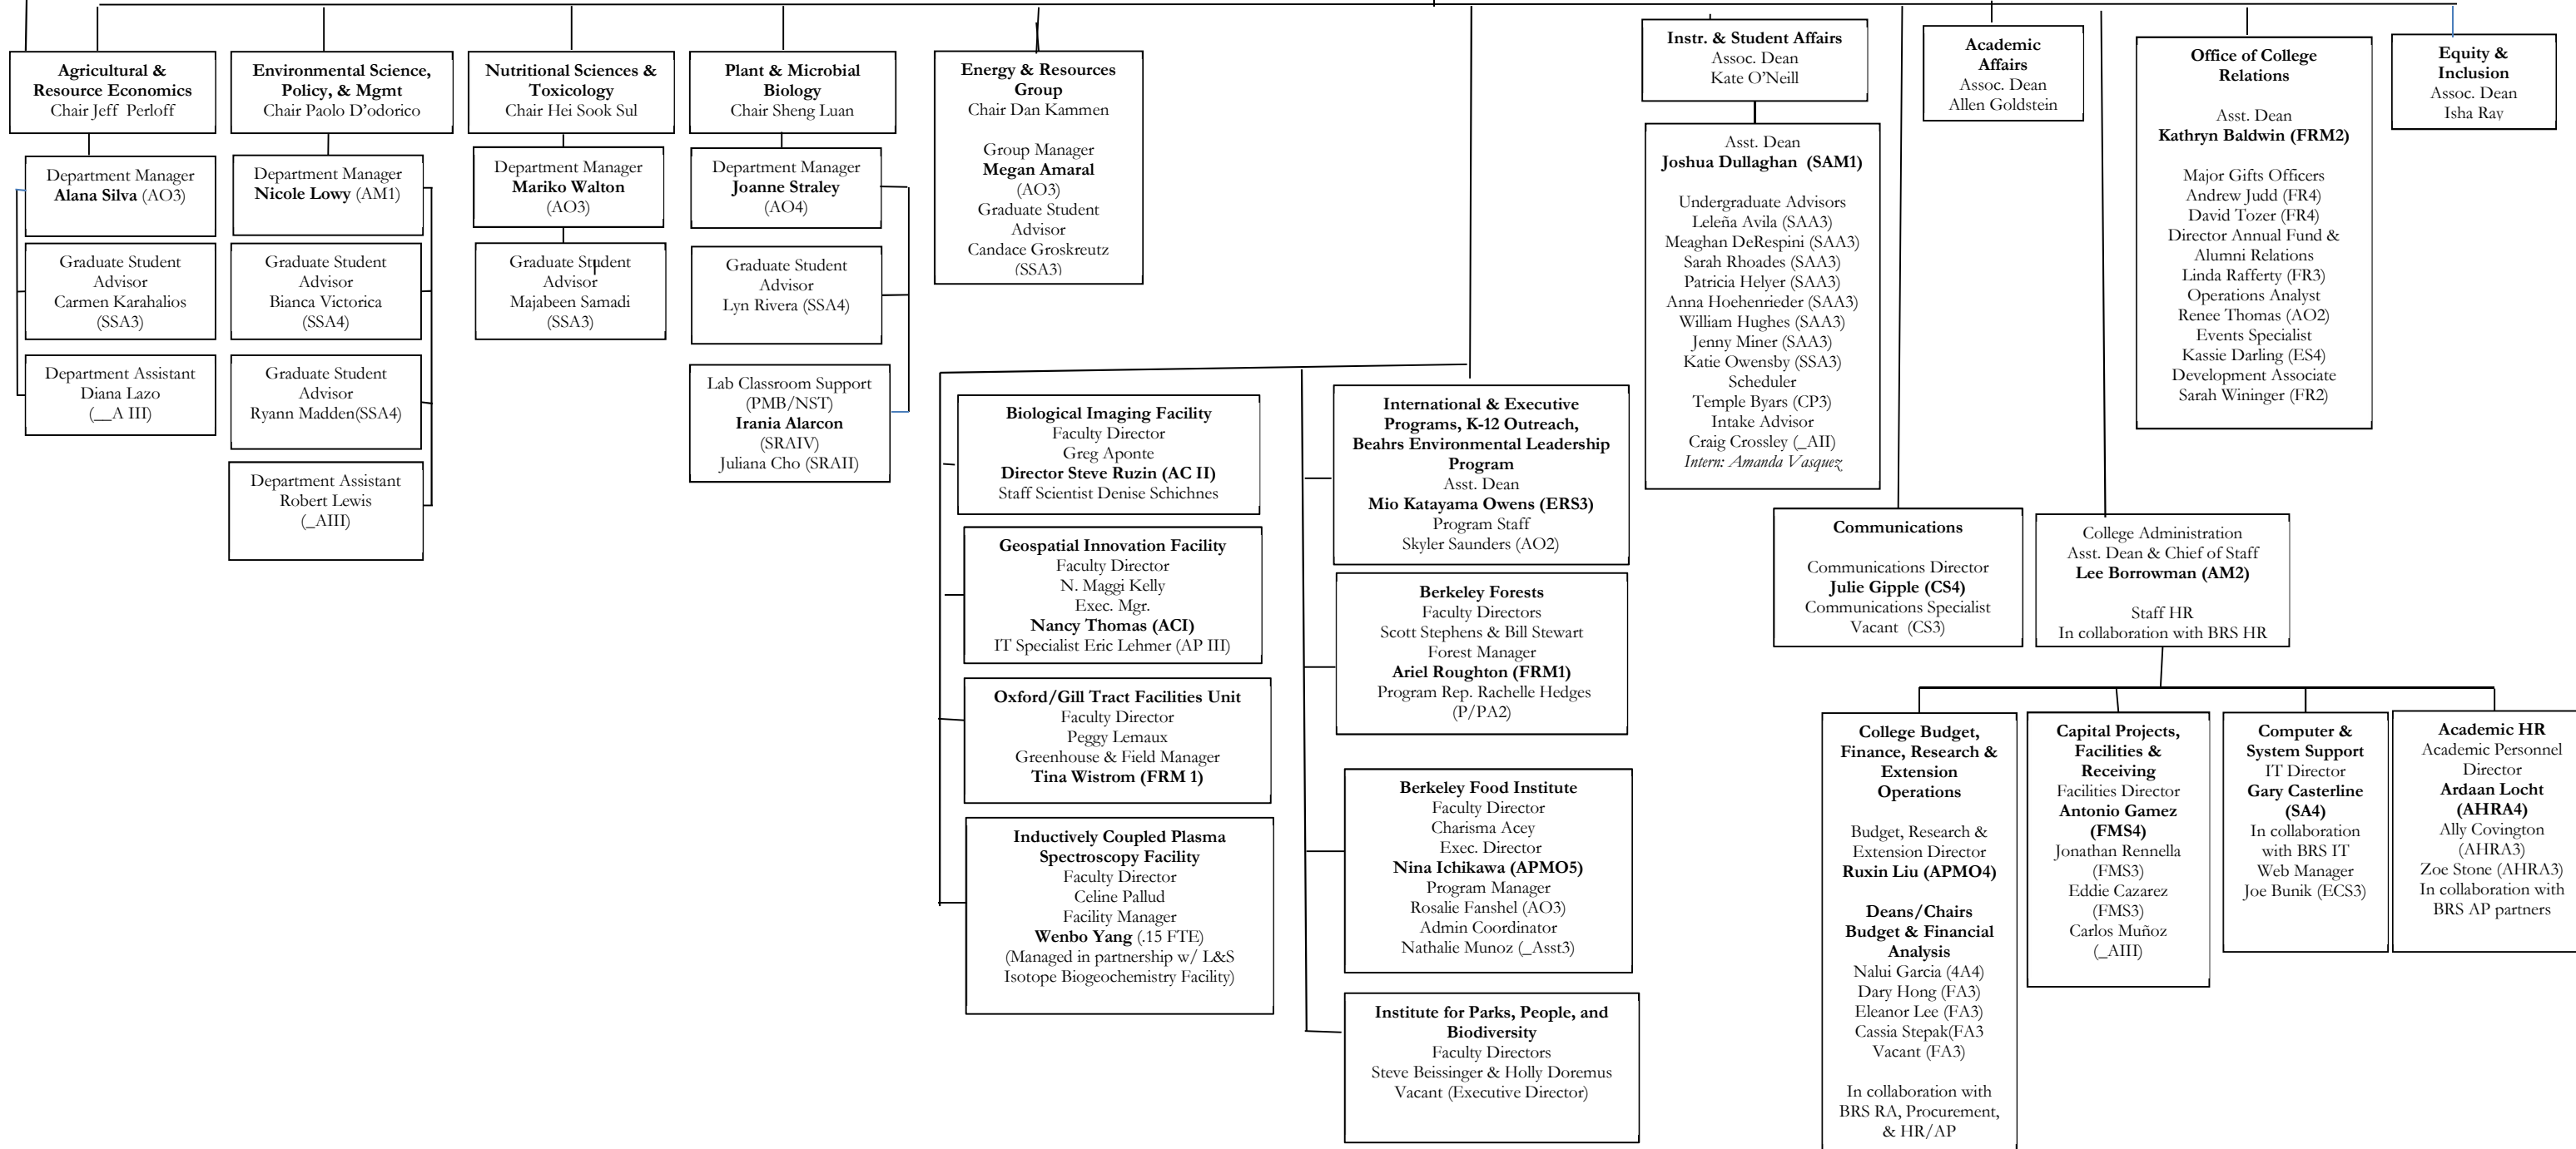 Agricultural &
Resource Economics
Chair Jeff  Perloff
Department Manager
Alana Silva (AO3)
Graduate Student
Advisor
Carmen Karahalios
(SSA3)
Department Assistant
Diana Lazo
(__A III)
Environmental Science,
Policy, & Mgmt
Chair Paolo D’odorico
Department Manager
Nicole Lowy (AM1)
Graduate Student
Advisor
Bianca Victorica
(SSA4)
Graduate Student
Advisor
Ryann Madden(SSA4)
Department Assistant
Robert Lewis
(_AIII)
Nutritional Sciences &
Toxicology
Chair Hei Sook Sul
Department Manager
Mariko Walton
(AO3)
Graduate Student
Advisor
Majabeen Samadi
(SSA3)
Plant & Microbial
Biology
Chair Sheng Luan
Department Manager
Joanne Straley
(AO4)
Graduate Student
Advisor
Lyn Rivera (SSA4)
Lab Classroom Support
(PMB/NST)
Irania Alarcon
(SRAIV)
Juliana Cho (SRAII)
Energy & Resources
Group
Chair Dan Kammen
Group Manager
Megan Amaral
(AO3)
Graduate Student
Advisor
Candace Groskreutz
(SSA3)
Biological Imaging Facility
Faculty Director
Greg Aponte
Director Steve Ruzin (AC II)
Staff Scientist Denise Schichnes
Geospatial Innovation Facility
Faculty Director
N. Maggi Kelly
Exec. Mgr.
Nancy Thomas (ACI)
IT Specialist Eric Lehmer (AP III)
Oxford/Gill Tract Facilities Unit
Faculty Director
Peggy Lemaux
Greenhouse & Field Manager
Tina Wistrom (FRM 1)
Inductively Coupled Plasma
Spectroscopy Facility
Faculty Director
Celine Pallud
Facility Manager
Wenbo Yang (.15 FTE)
(Managed in partnership w/ L&S
Isotope Biogeochemistry Facility)
International & Executive
Programs, K-12 Outreach,
Beahrs Environmental Leadership
Program
Asst. Dean
Mio Katayama Owens (ERS3)
Program Staff
Skyler Saunders (AO2)
Berkeley Forests
Faculty Directors
Scott Stephens & Bill Stewart
Forest Manager
Ariel Roughton (FRM1)
Program Rep. Rachelle Hedges
(P/PA2)
Berkeley Food Institute
Faculty Director
Charisma Acey
Exec. Director
Nina Ichikawa (APMO5)
Program Manager
Rosalie Fanshel (AO3)
Admin Coordinator
Nathalie Munoz (_Asst3)
Institute for Parks, People, and
Biodiversity
Faculty Directors
Steve Beissinger & Holly Doremus
Vacant (Executive Director)
Instr. & Student Affairs
Assoc. Dean
Kate O’Neill
Asst. Dean
Joshua Dullaghan  (SAM1)
Undergraduate Advisors
Leleña Avila (SAA3)
Meaghan DeRespini (SAA3)
Sarah Rhoades (SAA3)
Patricia Helyer (SAA3)
Anna Hoehenrieder (SAA3)
William Hughes (SAA3)
Jenny Miner (SAA3)
Katie Owensby (SSA3)
Scheduler
Temple Byars (CP3)
Intake Advisor
Craig Crossley (_AII)
Intern: Amanda Vasquez
Academic
Affairs
Assoc. Dean
Allen Goldstein
Office of College
Relations
Asst. Dean
Kathryn Baldwin (FRM2)
Major Gifts Officers
Andrew Judd (FR4)
David Tozer (FR4)
Director Annual Fund &
Alumni Relations
Linda Rafferty (FR3)
Operations Analyst
Renee Thomas (AO2)
Events Specialist
Kassie Darling (ES4)
Development Associate
Sarah Wininger (FR2)
Equity &
Inclusion
Assoc. Dean
Isha Ray
Communications
Communications Director
Julie Gipple (CS4)
Communications Specialist
Vacant  (CS3)
College Administration
Asst. Dean & Chief of Staff
Lee Borrowman (AM2)
Staff HR
In collaboration with BRS HR
College Budget,
Finance, Research &
Extension
Operations
Budget, Research &
Extension Director
Ruxin Liu (APMO4)
Deans/Chairs
Budget & Financial
Analysis
Nalui Garcia (4A4)
Dary Hong (FA3)
Eleanor Lee (FA3)
Cassia Stepak(FA3
Vacant (FA3)
In collaboration with
BRS RA, Procurement,
& HR/AP
Capital Projects,
Facilities &
Receiving
Facilities Director
Antonio Gamez
(FMS4)
Jonathan Rennella
(FMS3)
Eddie Cazarez
(FMS3)
Carlos Muñoz
(_AIII)
Computer &
System Support
IT Director
Gary Casterline
(SA4)
In collaboration
with BRS IT
Web Manager
Joe Bunik (ECS3)
Academic HR
Academic Personnel
Director
Ardaan Locht
(AHRA4)
Ally Covington
(AHRA3)
Zoe Stone (AHRA3)
In collaboration with
BRS AP partners